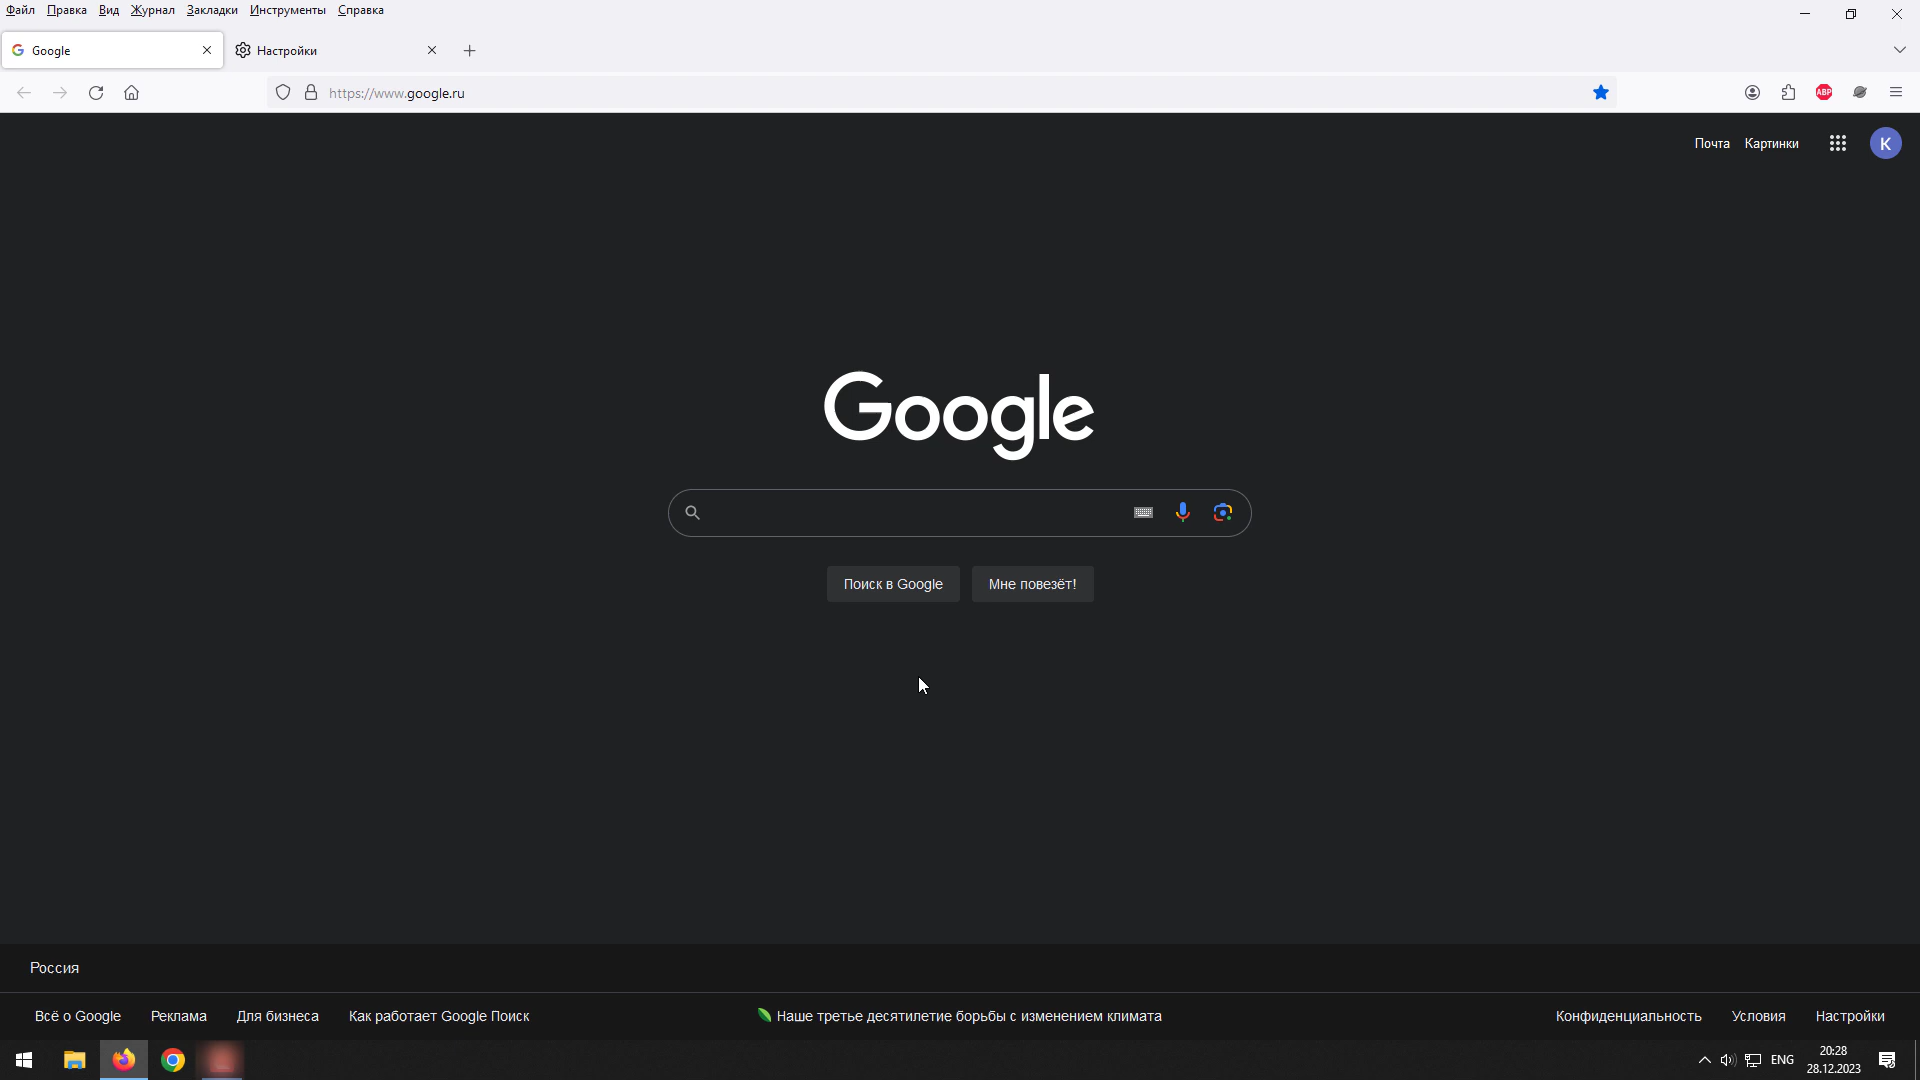 Файл Правка Вид Журнал Закладки Инструменты Справка
Google
Настройки
https://www.google.ru
ABP
Почта Картинки
K
Google
Поиск в Google
Мне повезёт!
Россия
Всё о Google Реклама Для бизнеса Как работает Google Поиск
Наше третье десятилетие борьбы с изменением климата
Конфиденциальность Условия Настройки
ENG
20:28
28.12.2023